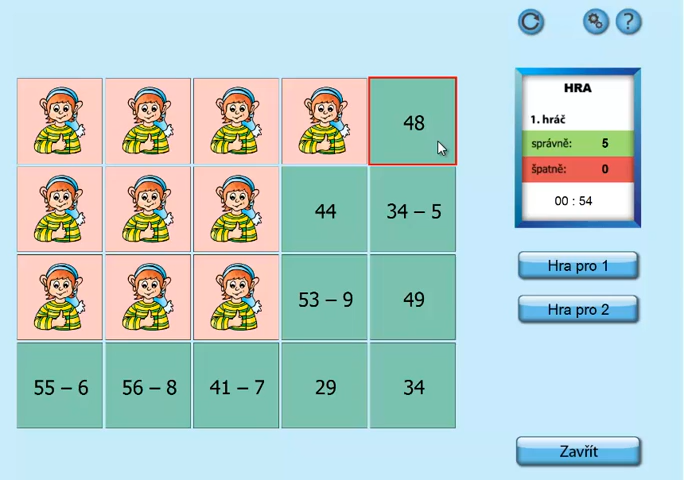 48
44
34 – 5
53 – 9
49
55 – 6
56 – 8
41 – 7
29
34
?
HRA
1. hráč
správně: 5
špatně: 0
00 : 54
Hra pro 1
Hra pro 2
Zavřít